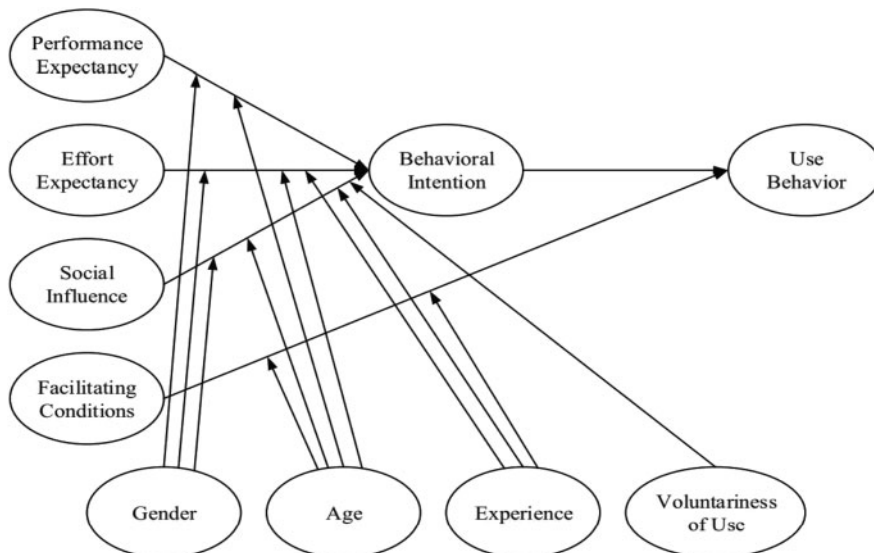 Performance
Expectancy
Effort
Expectancy
Behavioral
Intention
Use
Behavior
Social
Influence
Facilitating
Conditions
Gender
Age
Experience
Voluntariness
of Use